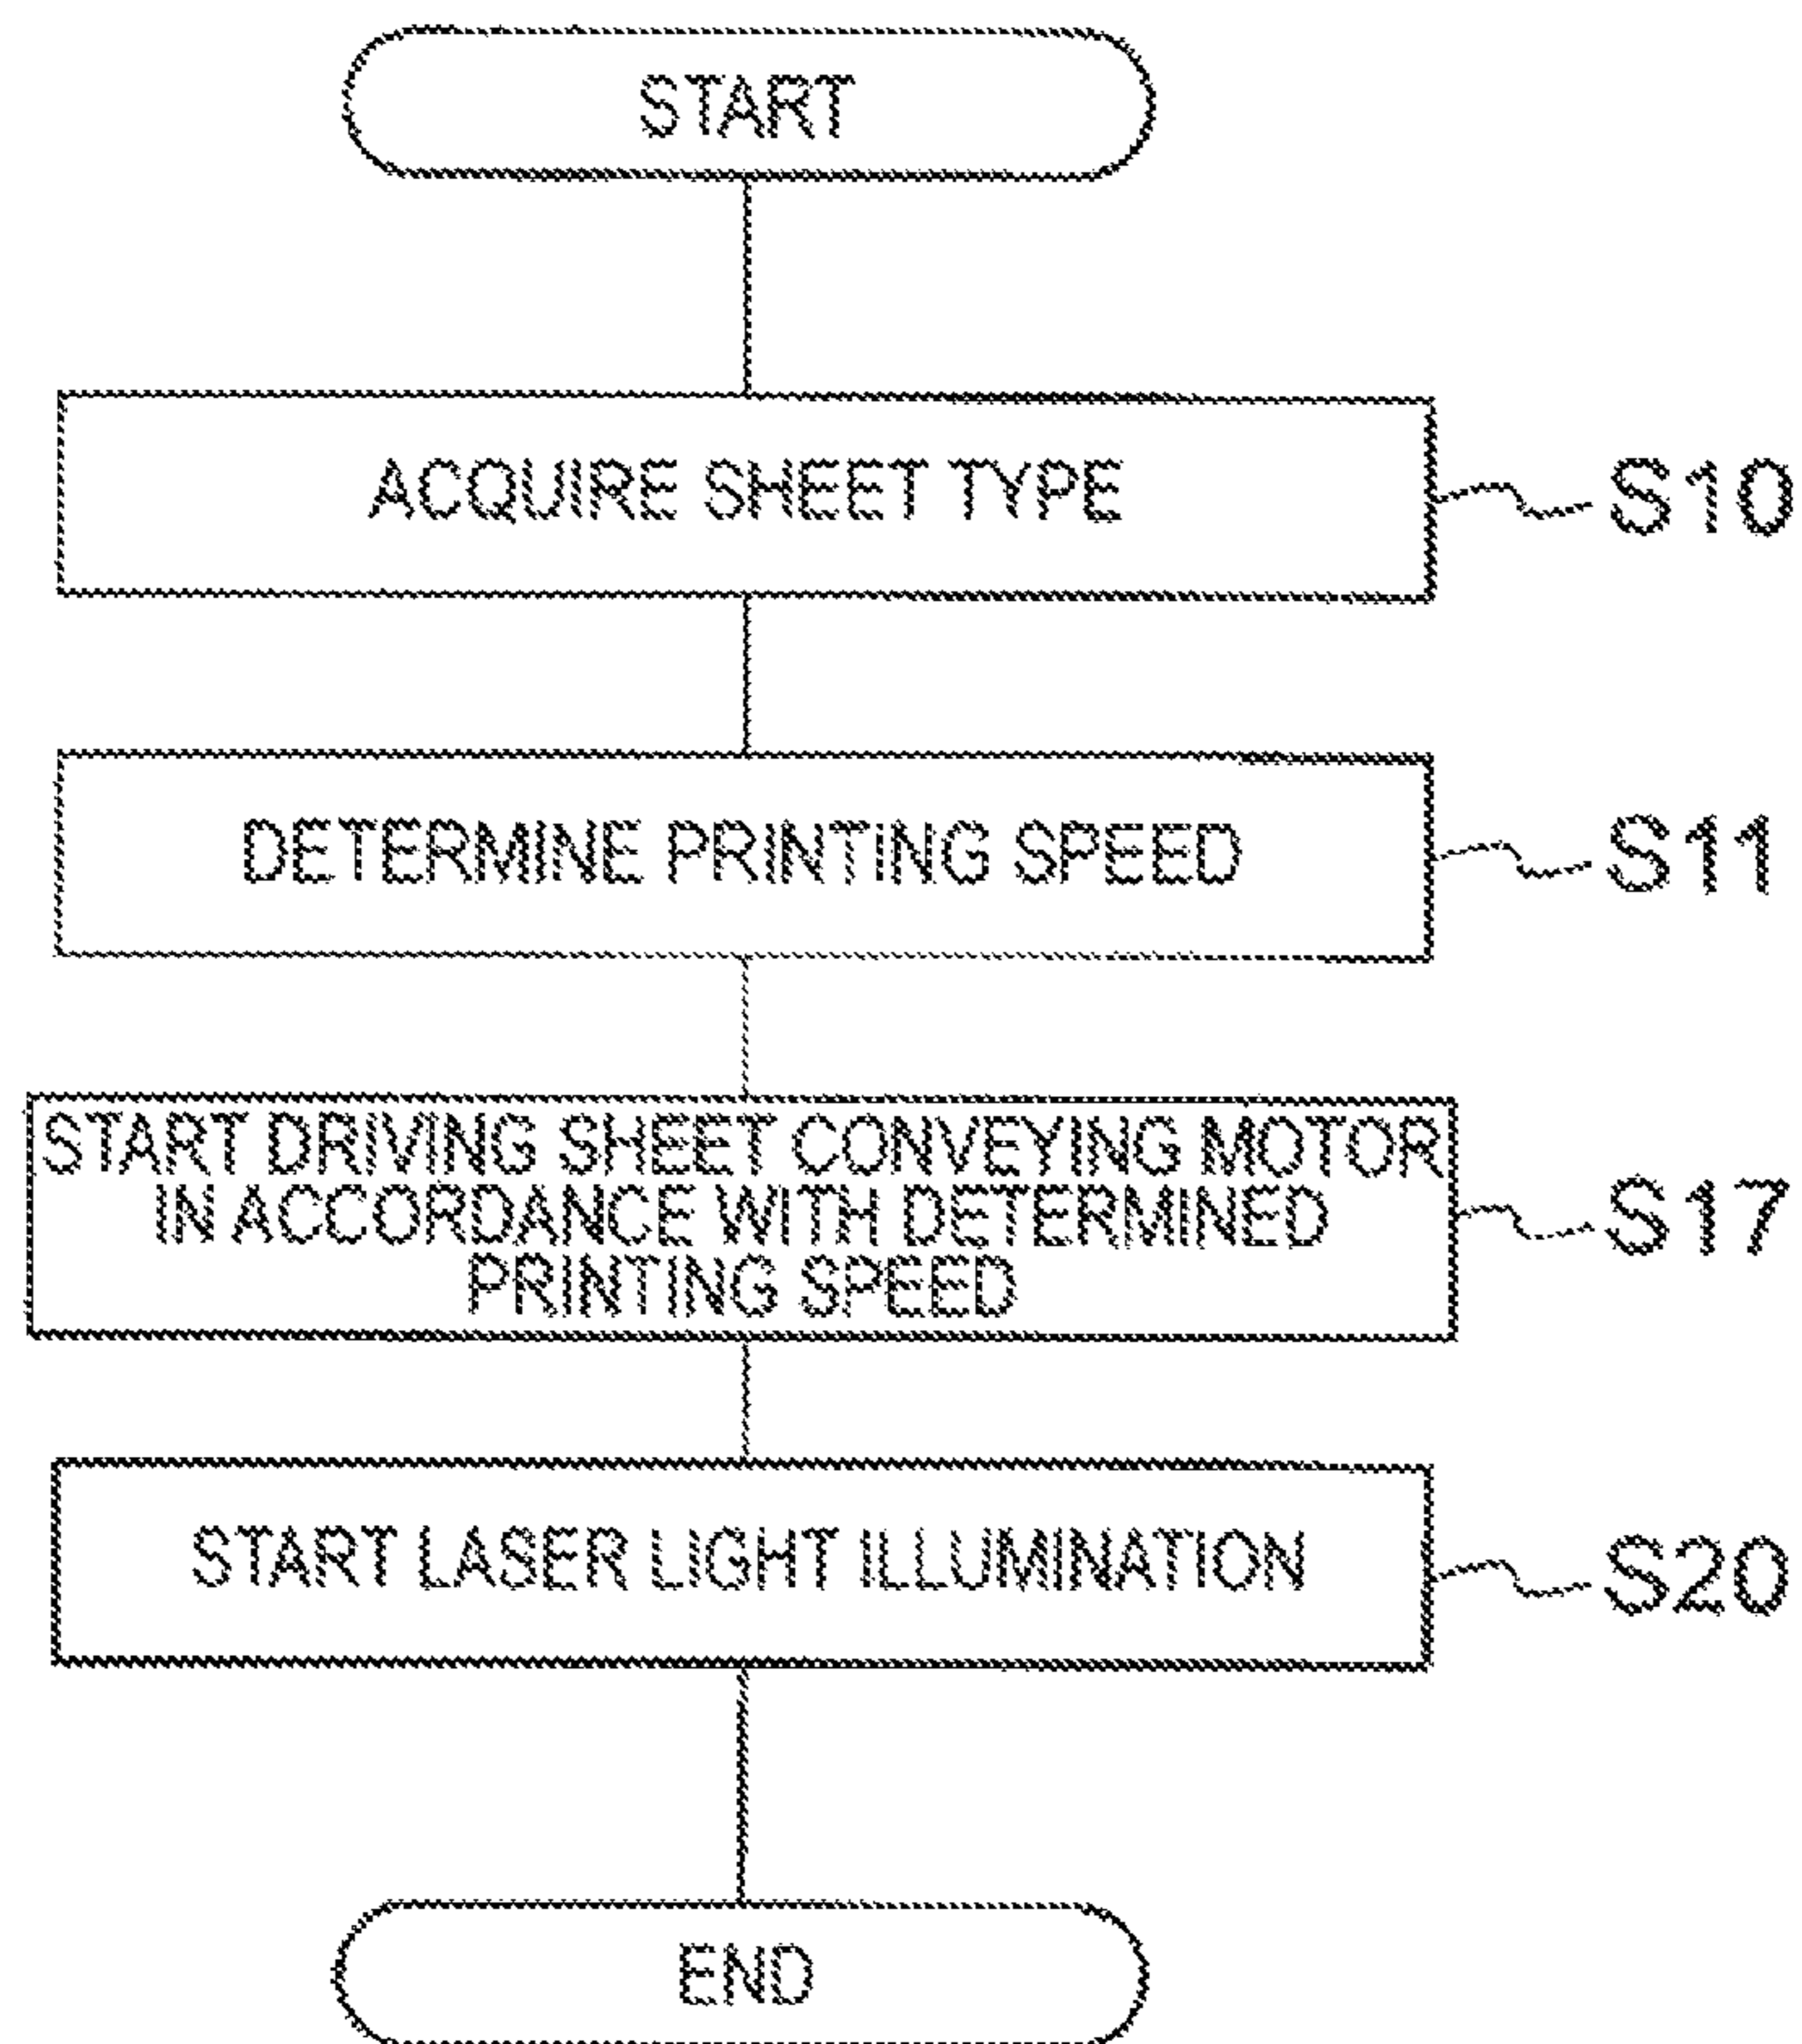 START
ACQUIRE SHEET TYPE
S10
DETERMINE PRINTING SPEED
S11
START DRIVING SHEET CONVEYING MOTOR
IN ACCORDANCE WITH DETERMINED
PRINTING SPEED
S17
START LASER LIGHT ILLUMINATION
S20
END